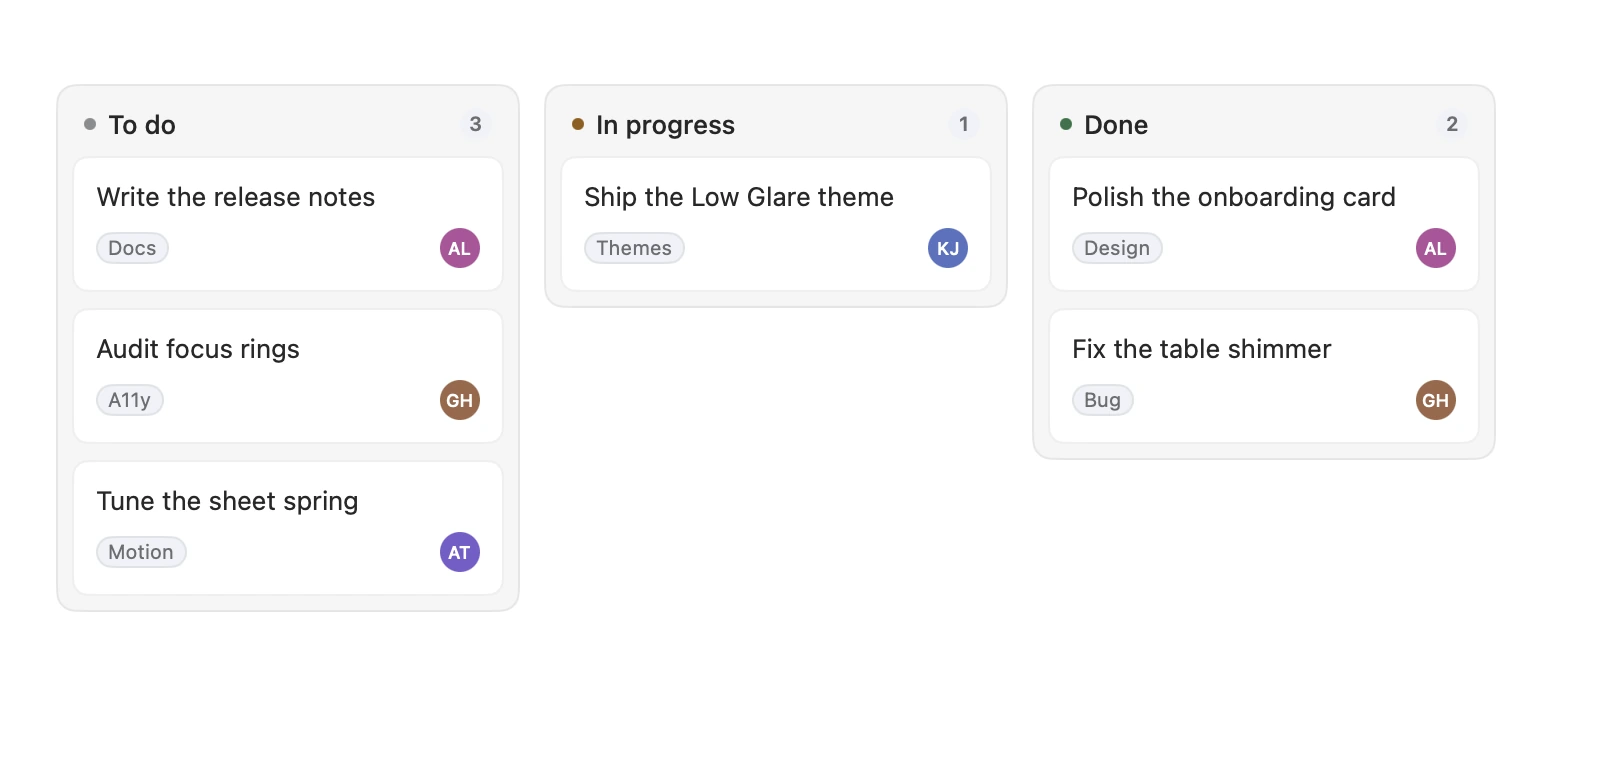 To do 3
Write the release notes
Docs AL
Audit focus rings
A11y GH
Tune the sheet spring
Motion AT
In progress 1
Ship the Low Glare theme
Themes KJ
Done 2
Polish the onboarding card
Design AL
Fix the table shimmer
Bug GH